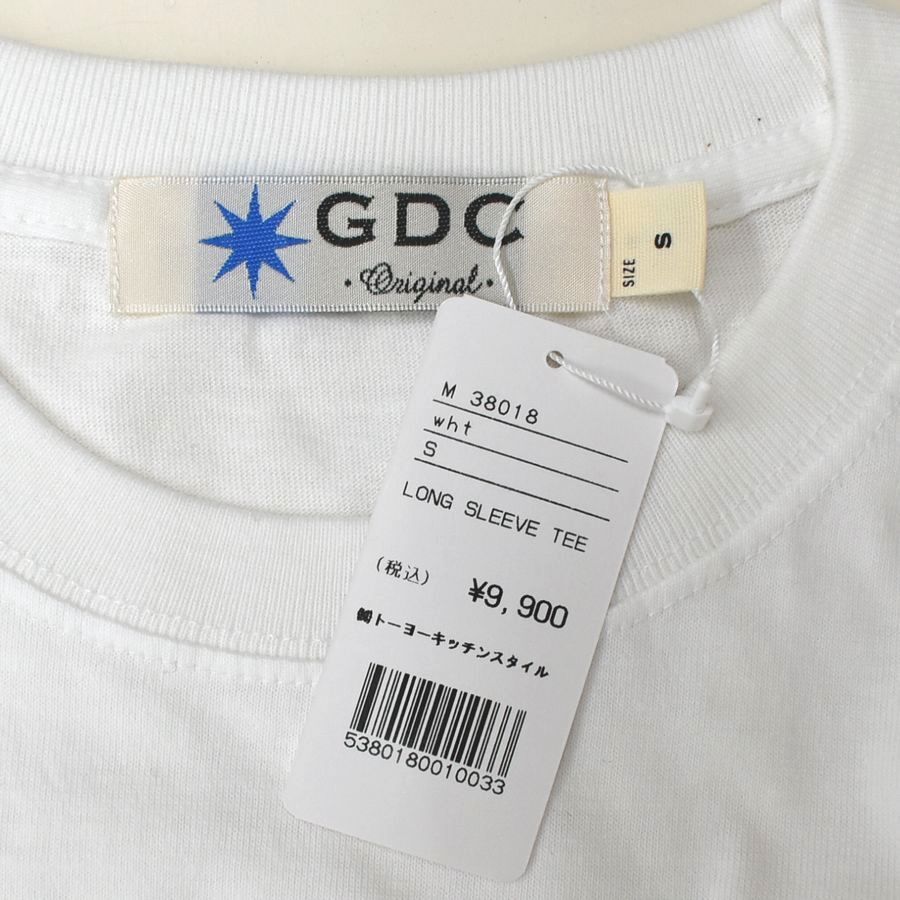 GDC
・Original・
SIZE S
M 38018
wht
S
LONG SLEEVE TEE
(税込) ¥9,900
㈱トーヨーキッチンスタイル
5380180010033